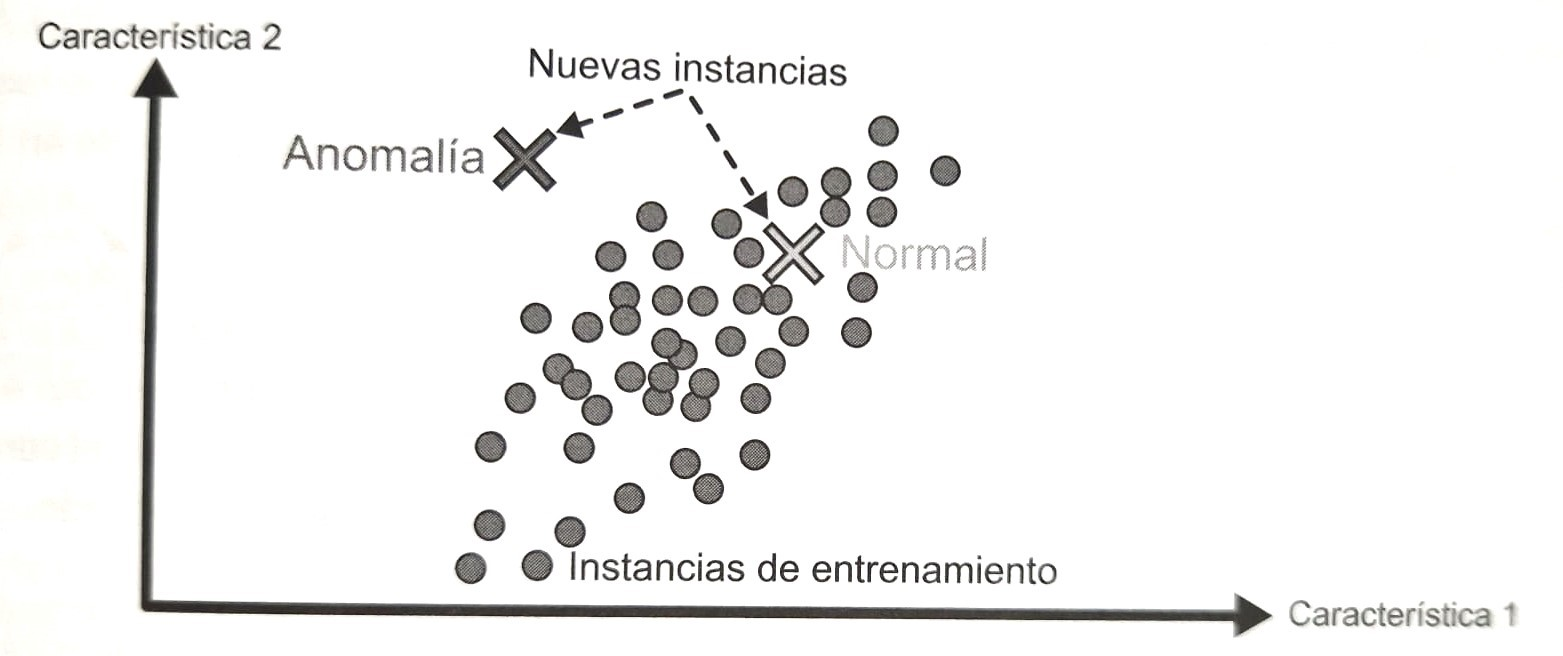 Característica 2
Nuevas instancias
Anomalía
Normal
Instancias de entrenamiento
Característica 1